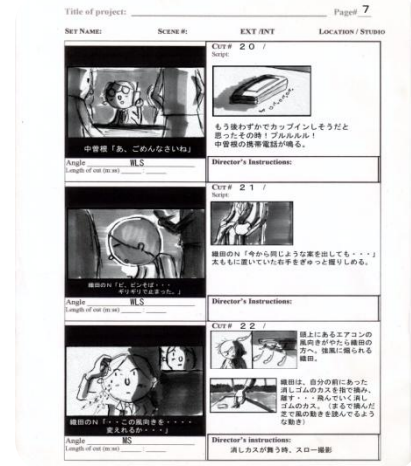 Title of project:
Page# 7
SET NAME: SCENE #: EXT /INT LOCATION / STUDIO
CUT# 20 /
Script:
もう後わずかでカップインしそうだと
思ったその時！プルルルル！
中曽根の携帯電話が鳴る。
中曽根「あ、ごめんなさいね」
Angle WLS
Length of cut (m:ss) /
Director's Instructions:
CUT# 21 /
Script:
織田のN「今から同じような案を出しても・・・」
太ももに置いていた右手をぎゅっと握りしめる。
織田のN「ピ、ピンそば・・・
ギリギリで止まった。」
Angle WLS
Length of cut (m:ss) /
Director's Instructions:
CUT# 22 /
Script:
頭上にあるエアコンの
風向きがやたら織田の
方へ。強風に煽られる
織田。
織田は、自分の前にあった
消しゴムのカスを指で摘み、
離す・・・飛んでいく消し
ゴムのカス。（まるで摘んだ
芝で風の動きを読んでるよう
な動き）
織田のN「・・この風向きを・・・・
変えれるか・・・」
Angle MS
Length of cut (m:ss) /
Director's instructions:
消しカスが舞う時、スロー撮影